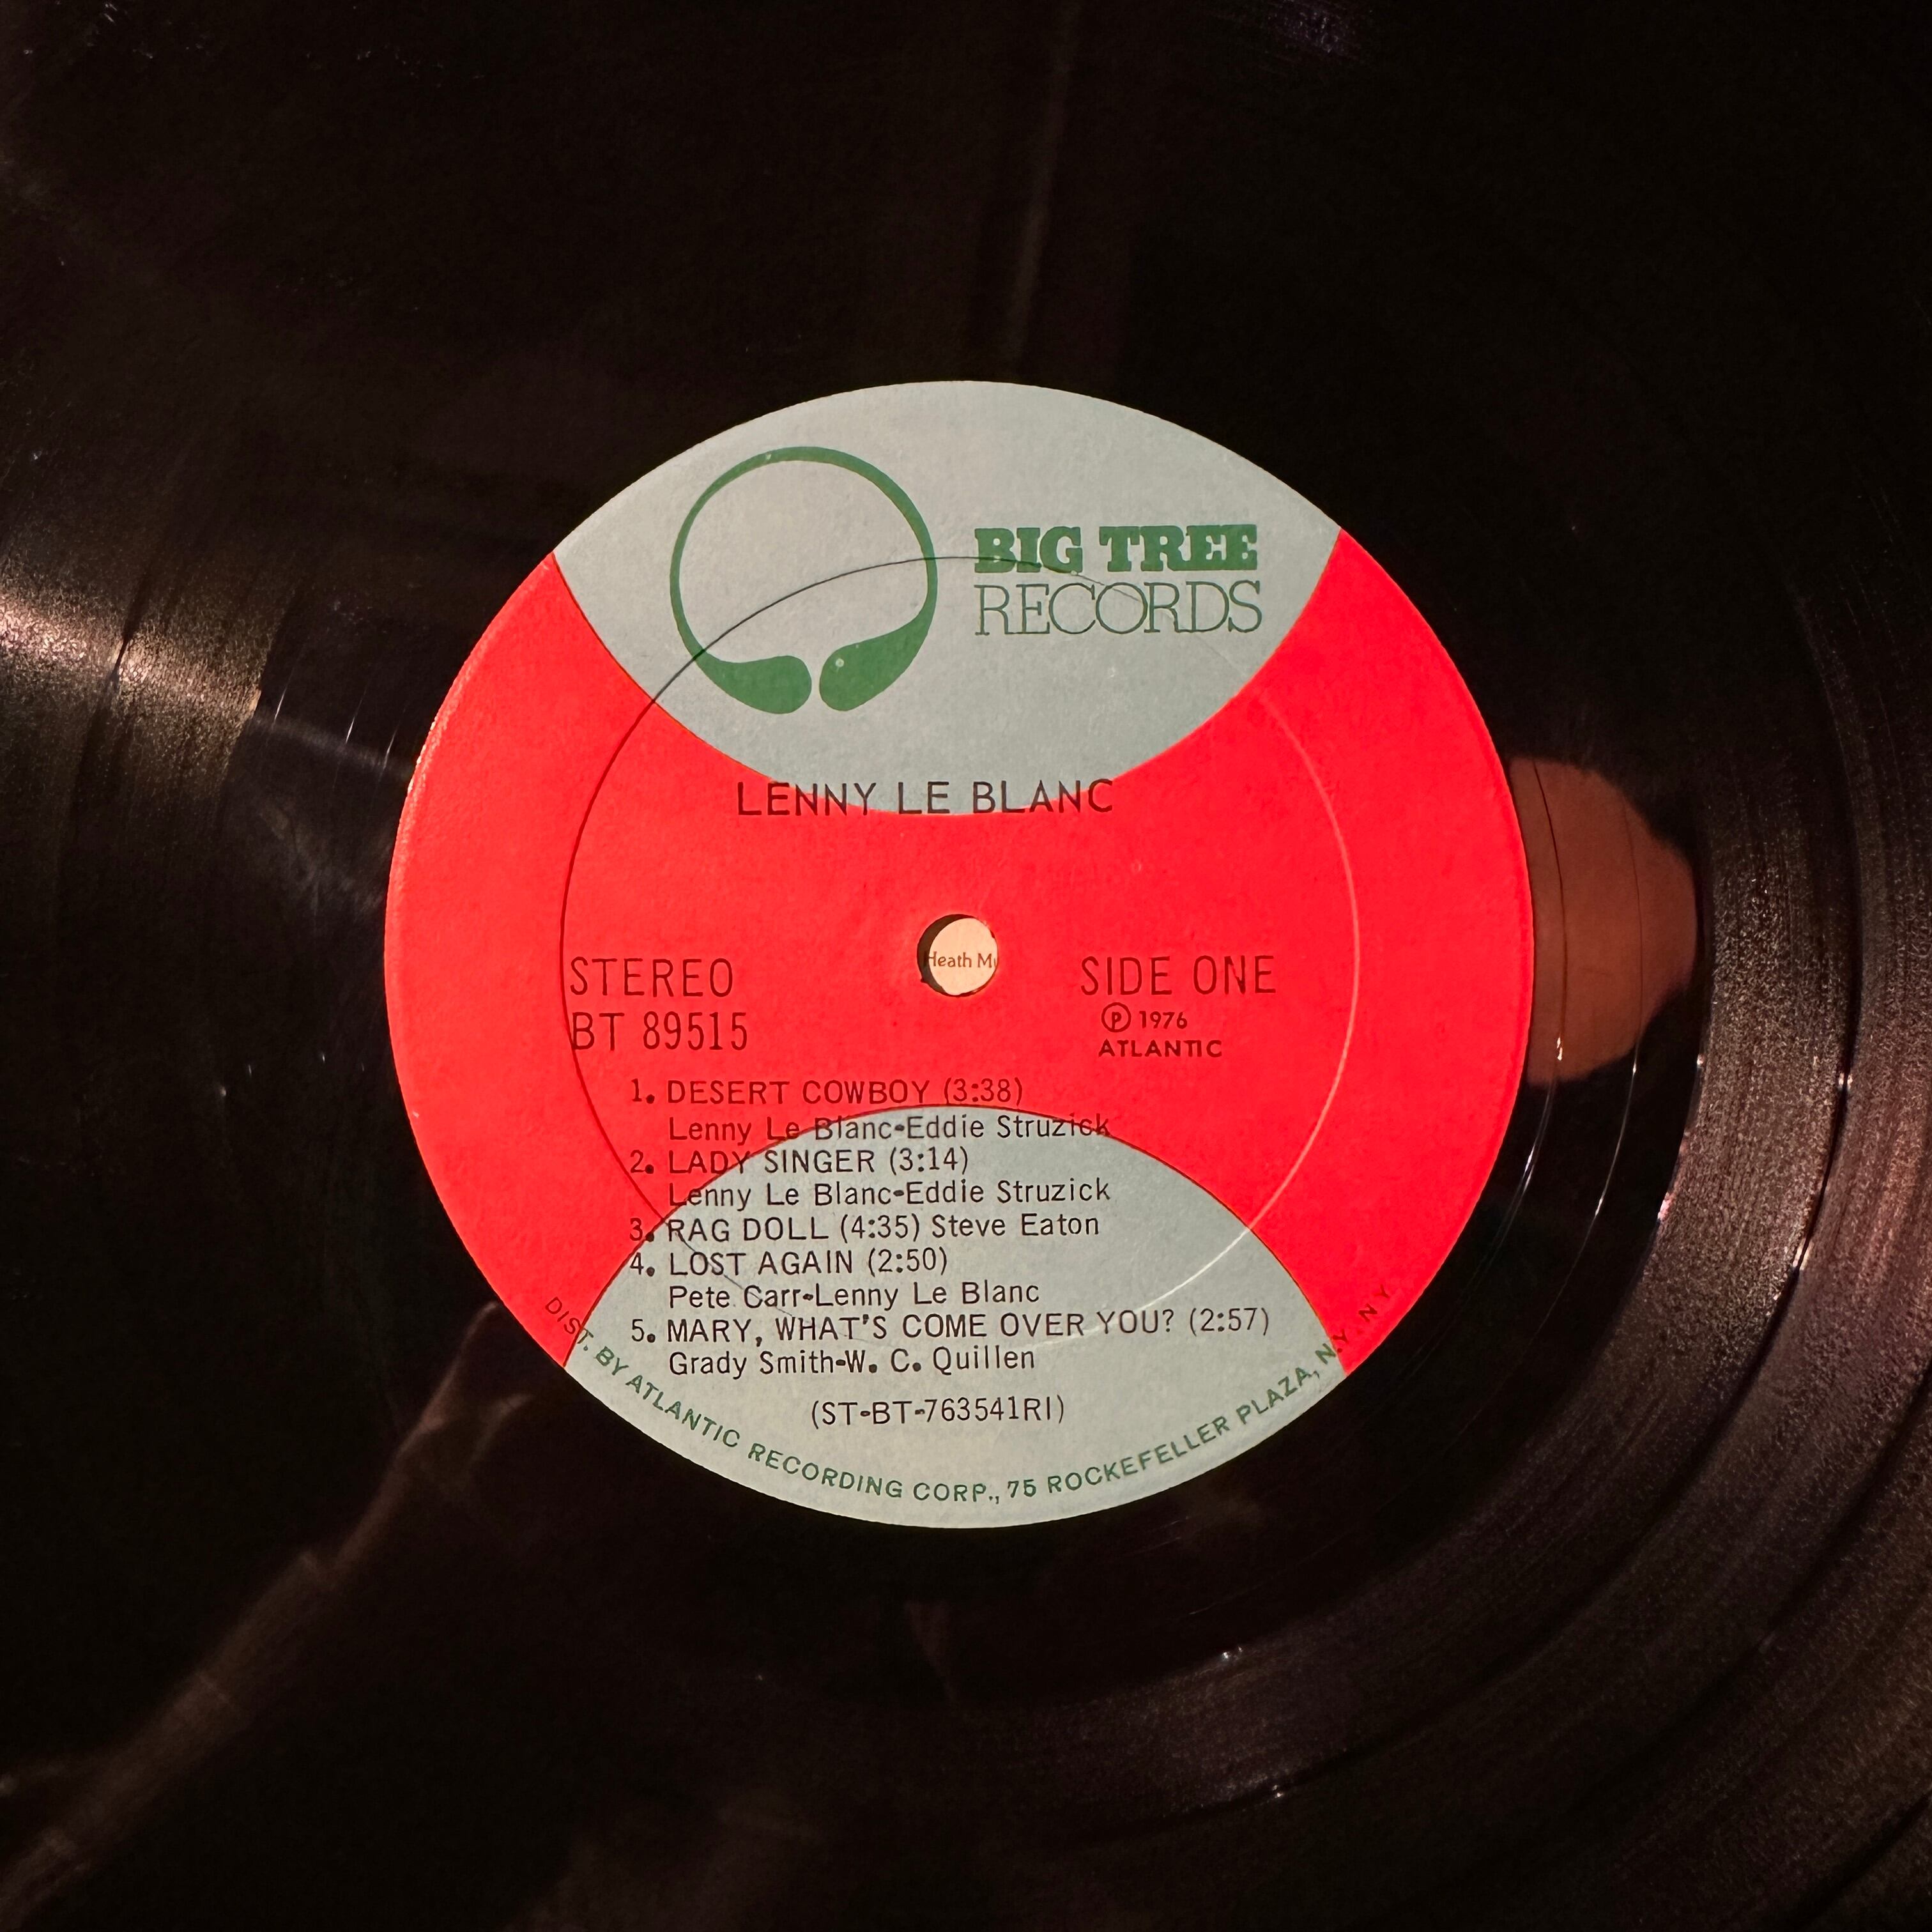 BIG TREE
RECORDS
LENNY LE BLANC
Heath
STEREO
BT 89515
SIDE ONE
Ⓟ 1976
ATLANTIC
1. DESERT COWBOY (3:38)
Lenny Le Blanc-Eddie Struzick
2. LADY SINGER (3:14)
Lenny Le Blanc-Eddie Struzick
3. RAG DOLL (4:35) Steve Eaton
4. LOST AGAIN (2:50)
Pete Carr-Lenny Le Blanc
5. MARY, WHAT'S COME OVER YOU? (2:57)
Grady Smith-W. C. Quillen
(ST-BT-763541RI)
DIST. BY ATLANTIC RECORDING CORP., 75 ROCKEFELLER PLAZA, N.Y. N.Y.